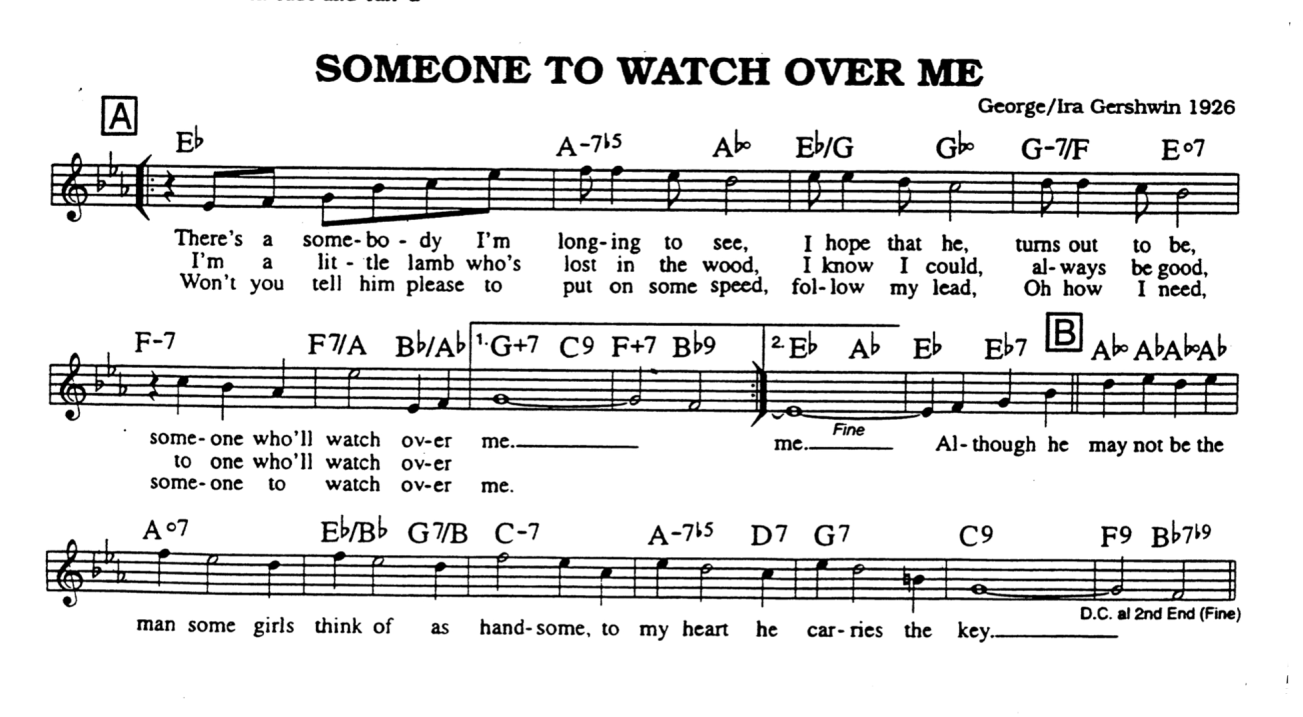 SOMEONE TO WATCH OVER ME
George/Ira Gershwin 1926
A
E♭ A-7♭5 A♭° E♭/G G♭° G-7/F E°7
There's a some-bo-dy I'm long-ing to see, I hope that he, turns out to be,
I'm a lit-tle lamb who's lost in the wood, I know I could, al-ways be good,
Won't you tell him please to put on some speed, fol-low my lead, Oh how I need,
F-7 F7/A B♭/A♭ 1. G+7 C9 F+7 B♭9 2. E♭ A♭ E♭ E♭7 B A♭° A♭ A♭° A♭
Fine
some-one who'll watch ov-er me. me. Al-though he may not be the
to one who'll watch ov-er
some-one to watch ov-er me.
A°7 E♭/B♭ G7/B C-7 A-7♭5 D7 G7 C9 F9 B♭7♭9
D.C. al 2nd End (Fine)
man some girls think of as hand-some, to my heart he car-ries the key.